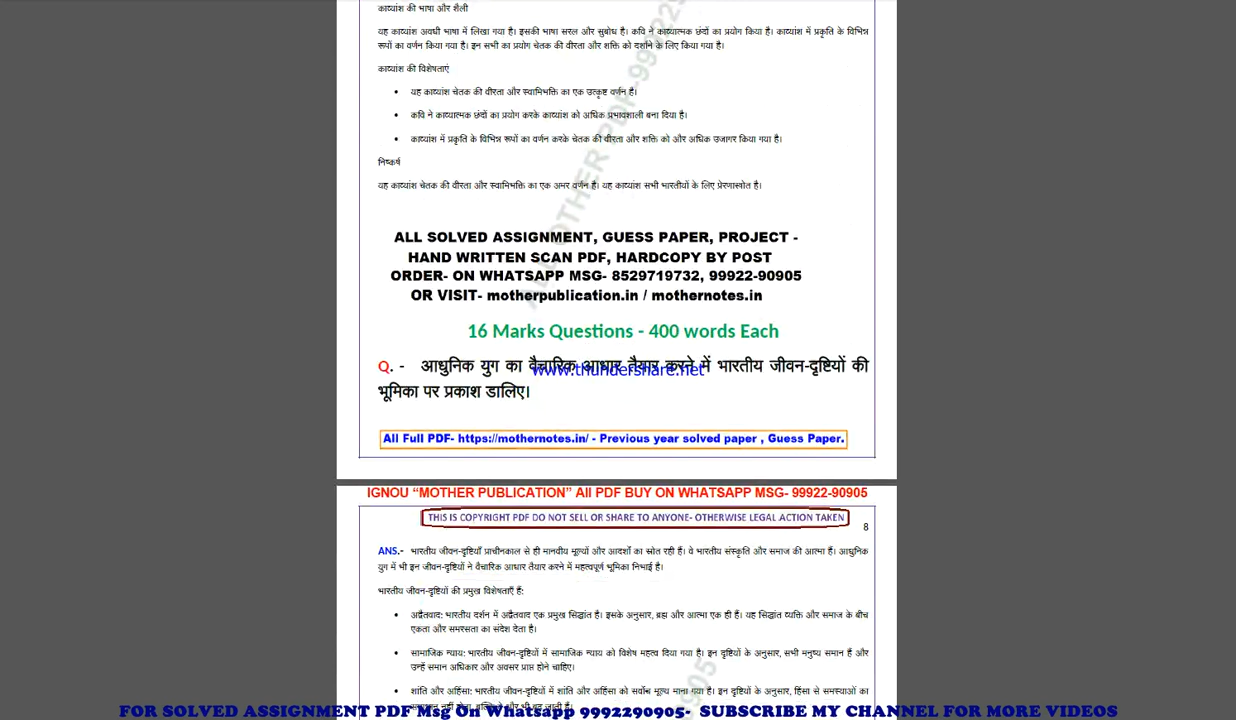 काव्यांश की भाषा और शैली
यह काव्यांश अवधी भाषा में लिखा गया है। इसकी भाषा सरल और सुबोध है। कवि ने काव्यात्मक छंदों का प्रयोग किया है। काव्यांश में प्रकृति के विभिन्न
रूपों का वर्णन किया गया है। इन सभी का प्रयोग चेतक की वीरता और शक्ति को दर्शाने के लिए किया गया है।
काव्यांश की विशेषताएं
• यह काव्यांश चेतक की वीरता और स्वामिभक्ति का एक उत्कृष्ट वर्णन है।
• कवि ने काव्यात्मक छंदों का प्रयोग करके काव्यांश को अधिक प्रभावशाली बना दिया है।
• काव्यांश में प्रकृति के विभिन्न रूपों का वर्णन करके चेतक की वीरता और शक्ति को और अधिक उजागर किया गया है।
निष्कर्ष
यह काव्यांश चेतक की वीरता और स्वामिभक्ति का एक अमर वर्णन है। यह काव्यांश सभी भारतीयों के लिए प्रेरणास्रोत है।
ALL SOLVED ASSIGNMENT, GUESS PAPER, PROJECT -
HAND WRITTEN SCAN PDF, HARDCOPY BY POST
ORDER- ON WHATSAPP MSG- 8529719732, 99922-90905
OR VISIT- motherpublication.in / mothernotes.in
16 Marks Questions - 400 words Each
Q. - आधुनिक युग का वैचारिक आधार तैयार करने में भारतीय जीवन-दृष्टियों की
www.thundershare.net
भूमिका पर प्रकाश डालिए।
All Full PDF- https://mothernotes.in/ - Previous year solved paper , Guess Paper.
IGNOU “MOTHER PUBLICATION” All PDF BUY ON WHATSAPP MSG- 99922-90905
THIS IS COPYRIGHT PDF DO NOT SELL OR SHARE TO ANYONE- OTHERWISE LEGAL ACTION TAKEN
8
ANS.- भारतीय जीवन-दृष्टियाँ प्राचीनकाल से ही मानवीय मूल्यों और आदर्शों का स्रोत रही हैं। वे भारतीय संस्कृति और समाज की आत्मा हैं। आधुनिक
युग में भी इन जीवन-दृष्टियों ने वैचारिक आधार तैयार करने में महत्वपूर्ण भूमिका निभाई है।
भारतीय जीवन-दृष्टियों की प्रमुख विशेषताएँ हैं:
• अद्वैतवाद: भारतीय दर्शन में अद्वैतवाद एक प्रमुख सिद्धांत है। इसके अनुसार, ब्रह्म और आत्मा एक ही हैं। यह सिद्धांत व्यक्ति और समाज के बीच
एकता और समरसता का संदेश देता है।
• सामाजिक न्याय: भारतीय जीवन-दृष्टियों में सामाजिक न्याय को विशेष महत्व दिया गया है। इन दृष्टियों के अनुसार, सभी मनुष्य समान हैं और
उन्हें समान अधिकार और अवसर प्राप्त होने चाहिए।
• शांति और अहिंसा: भारतीय जीवन-दृष्टियों में शांति और अहिंसा को सर्वोच्च मूल्य माना गया है। इन दृष्टियों के अनुसार, हिंसा से समस्याओं का
FOR SOLVED ASSIGNMENT PDF Msg On Whatsapp 9992290905- SUBSCRIBE MY CHANNEL FOR MORE VIDEOS